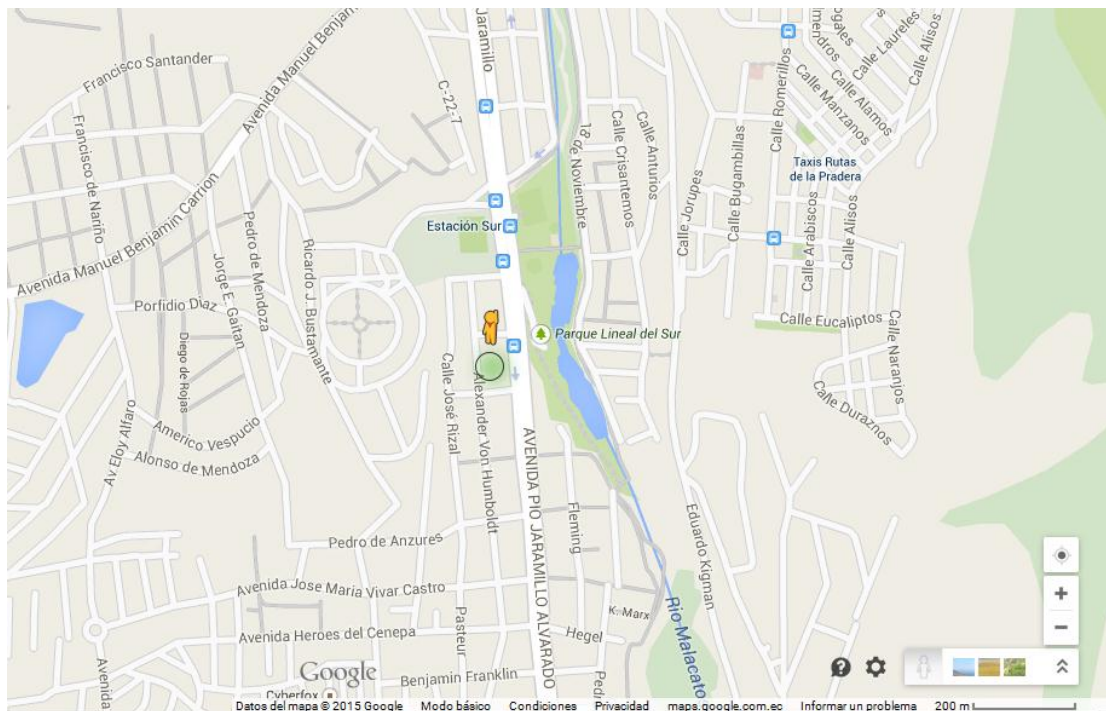 Francisco Santander
Avenida Manuel Benjamin
Jaramillo
C-22-7
Francisco de Nariño
Avenida Manuel Benjamin Carrion
Pedro de Mendoza
Jorge E. Gaitan
Ricardo J. Bustamante
Porfidio Diaz
Diego de Rojas
Av Eloy Alfaro
Americo Vespucio
Alonso de Mendoza
Estación Sur
18 de Noviembre
Calle Crisantemos
Calle Anturios
Calle Jorupes
Calle Bugambillas
Calle Romerillos
Calle Manzanos
Calle Alamos
Calle Laureles
Calle Alisos
Taxis Rutas
de la Pradera
Calle Arabiscos
Calle Alisos
Calle Eucaliptos
Calle Naranjos
Calle Duraznos
Parque Lineal del Sur
Calle José Rizal
Alexander Von Humboldt
AVENIDA PIO JARAMILLO ALVARADO
Fleming
Eduardo Kigman
Pedro de Anzures
Avenida Jose María Vivar Castro
Avenida Heroes del Cenepa
Pasteur
K. Marx
Hegel
Rio Malacato
Benjamin Franklin
Avenida
Google
Cyberfox
+
−
?
Datos del mapa © 2015 Google Modo básico Condiciones Privacidad maps.google.com.ec Informar un problema 200 m